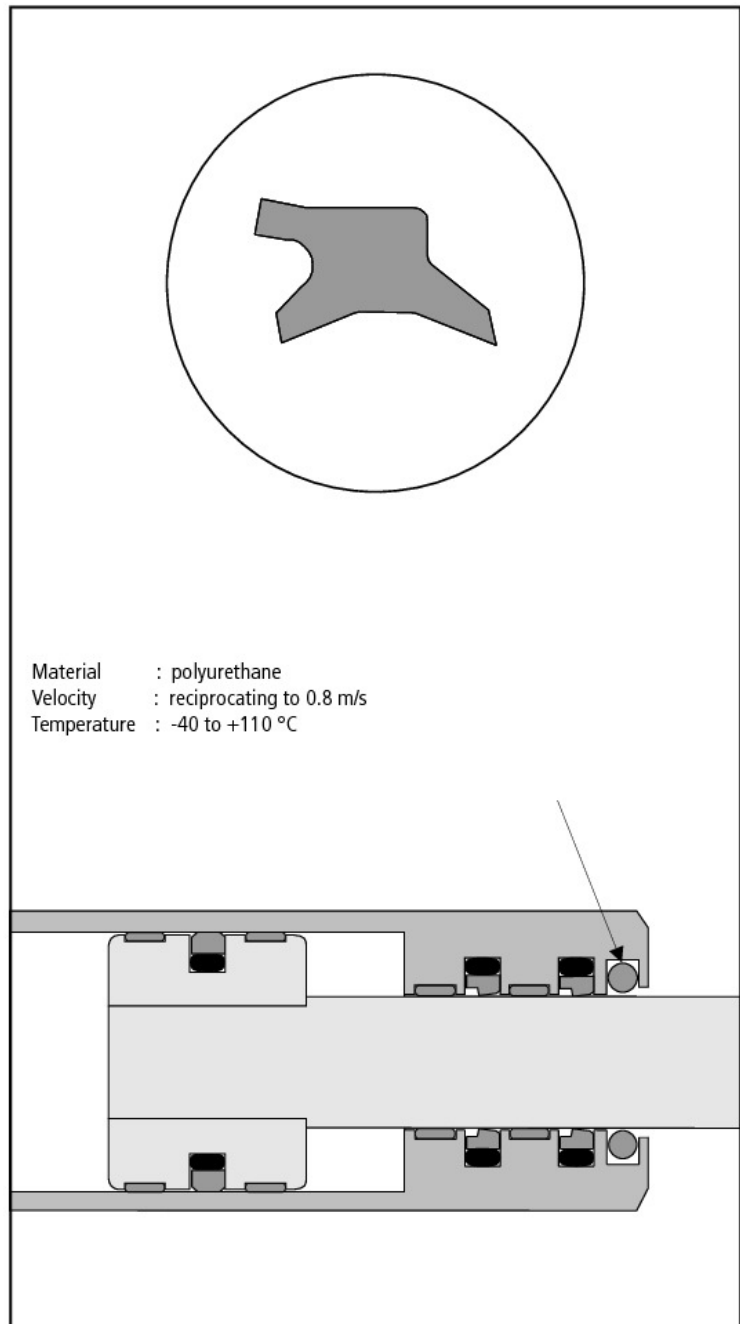 Material : polyurethane
Velocity : reciprocating to 0.8 m/s
Temperature : -40 to +110 °C